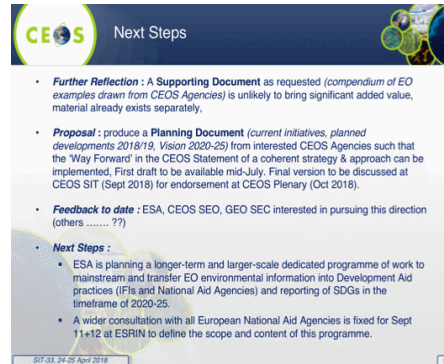 CEOS
Next Steps
• Further Reflection : A Supporting Document as requested (compendium of EO
examples drawn from CEOS Agencies) is unlikely to bring significant added value,
material already exists separately,
• Proposal : produce a Planning Document (current initiatives, planned
developments 2018/19, Vision 2020-25) from interested CEOS Agencies such that
the 'Way Forward' in the CEOS Statement of a coherent strategy & approach can be
implemented, First draft to be available mid-July. Final version to be discussed at
CEOS SIT (Sept 2018) for endorsement at CEOS Plenary (Oct 2018).
• Feedback to date : ESA, CEOS SEO, GEO SEC interested in pursuing this direction
(others ....... ??)
• Next Steps :
▪ ESA is planning a longer-term and larger-scale dedicated programme of work to
mainstream and transfer EO environmental information into Development Aid
practices (IFIs and National Aid Agencies) and reporting of SDGs in the
timeframe of 2020-25.
▪ A wider consultation with all European National Aid Agencies is fixed for Sept
11+12 at ESRIN to define the scope and content of this programme.
SIT-33, 24-25 April 2018